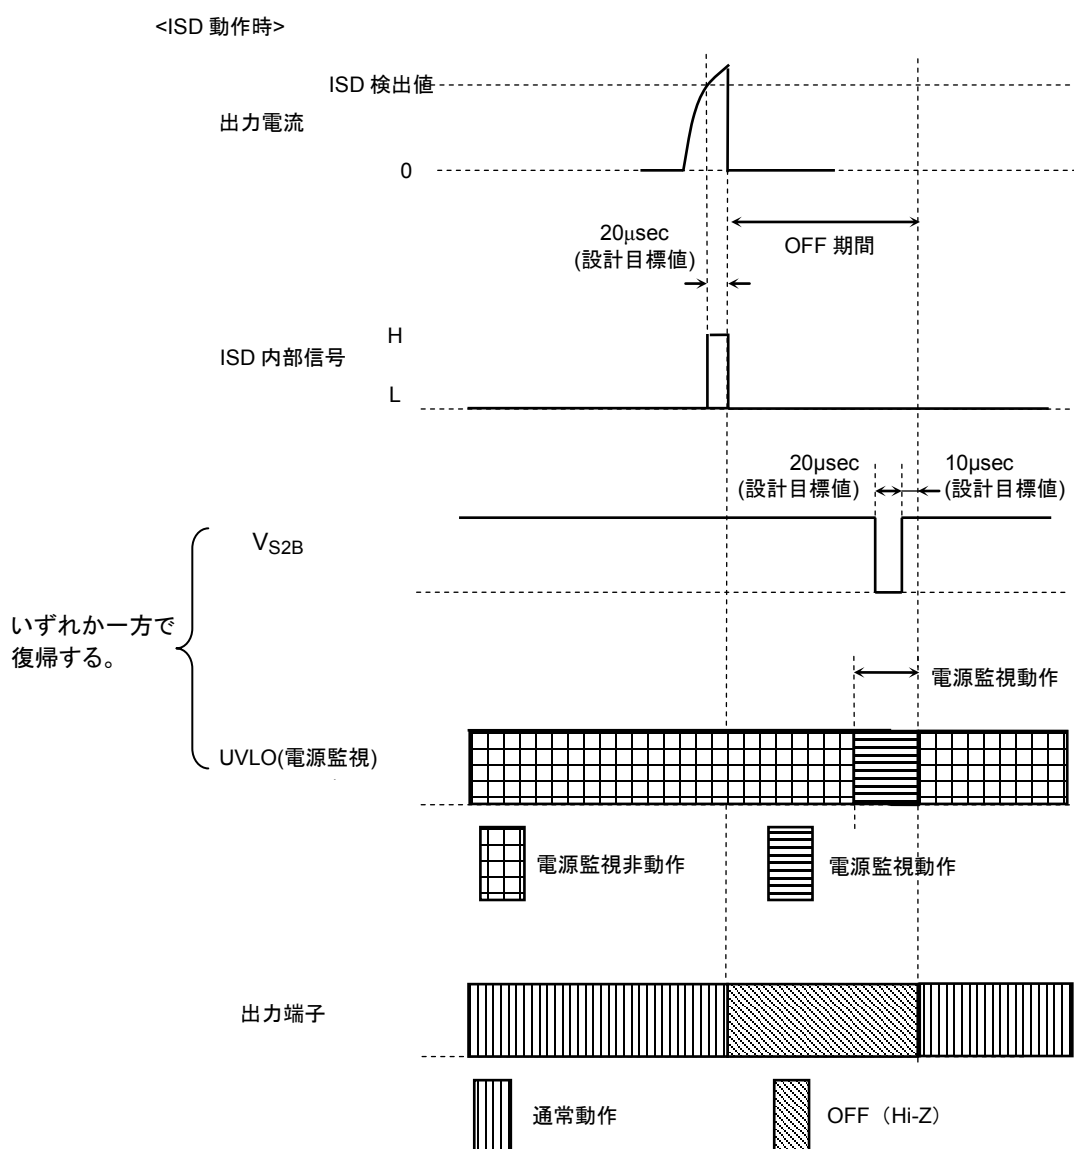 <ISD 動作時>
ISD 検出値
出力電流
0
20μsec
(設計目標値)
OFF 期間
H
ISD 内部信号
L
20μsec
(設計目標値)
10μsec
(設計目標値)
VS2B
いずれか一方で
復帰する。
電源監視動作
UVLO(電源監視)
電源監視非動作
電源監視動作
出力端子
通常動作
OFF（Hi-Z）